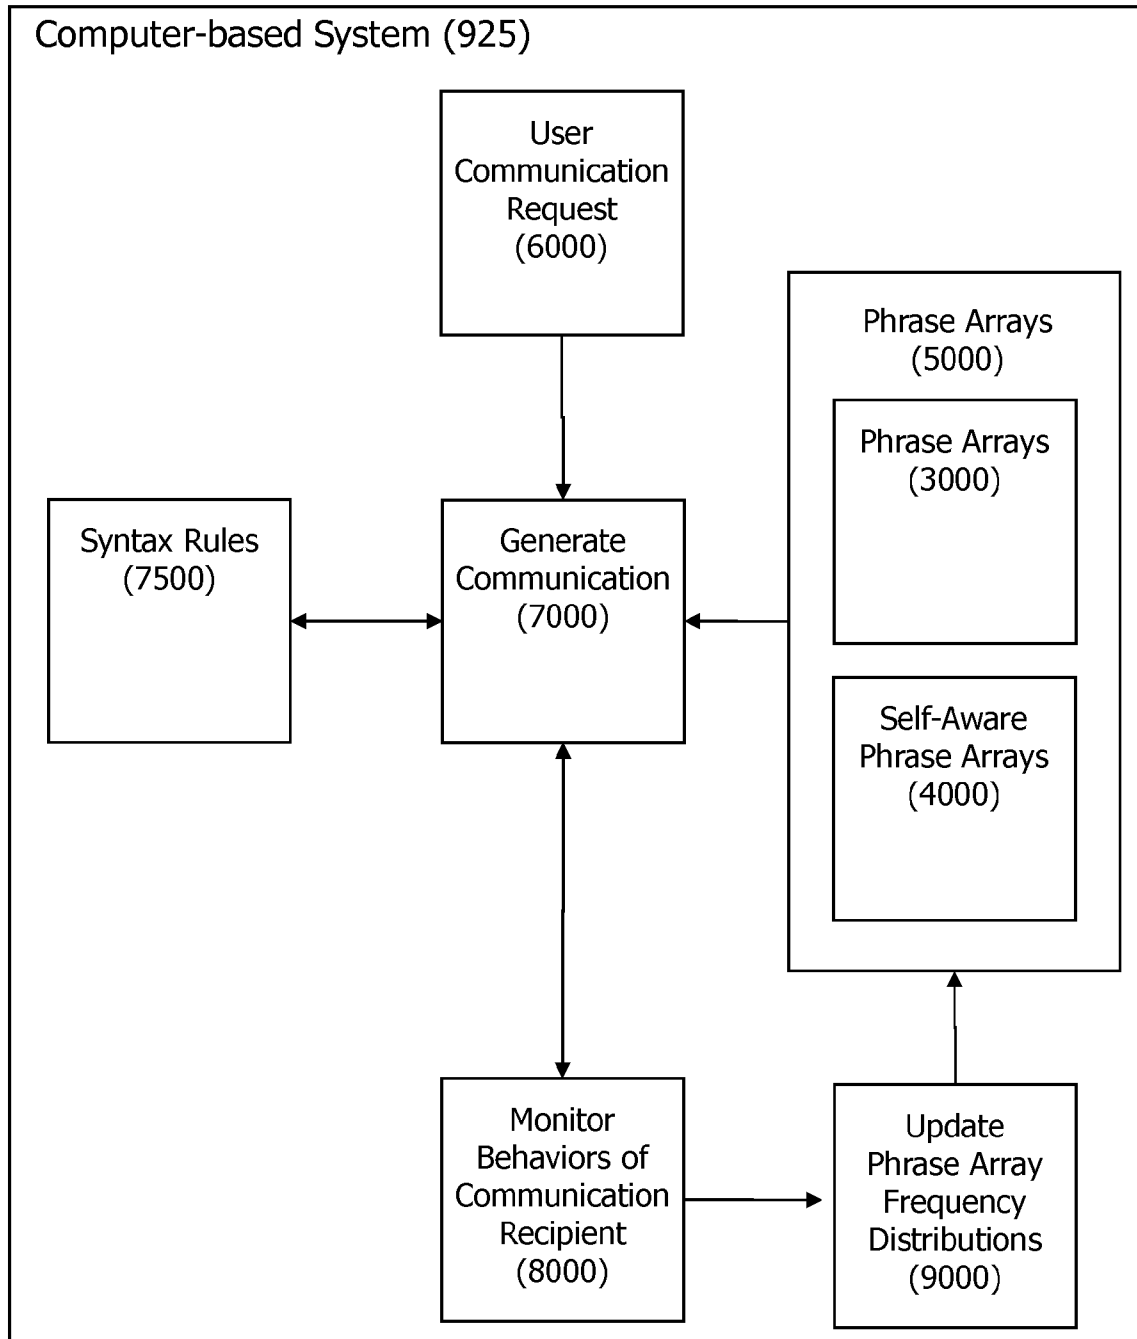 Computer-based System (925)
User
Communication
Request
(6000)
Phrase Arrays
(5000)
Phrase Arrays
(3000)
Syntax Rules
(7500)
Generate
Communication
(7000)
Self-Aware
Phrase Arrays
(4000)
Monitor
Behaviors of
Communication
Recipient
(8000)
Update
Phrase Array
Frequency
Distributions
(9000)